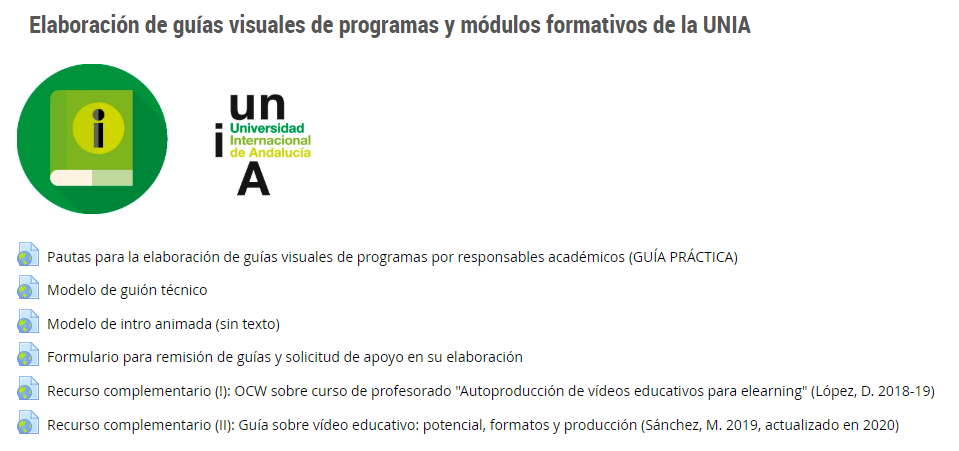 Elaboración de guías visuales de programas y módulos formativos de la UNIA
i
un
i
Universidad
Internacional
de Andalucía
A
Pautas para la elaboración de guías visuales de programas por responsables académicos (GUÍA PRÁCTICA)
Modelo de guión técnico
Modelo de intro animada (sin texto)
Formulario para remisión de guías y solicitud de apoyo en su elaboración
Recurso complementario (!): OCW sobre curso de profesorado "Autoproducción de vídeos educativos para elearning" (López, D. 2018-19)
Recurso complementario (II): Guía sobre vídeo educativo: potencial, formatos y producción (Sánchez, M. 2019, actualizado en 2020)